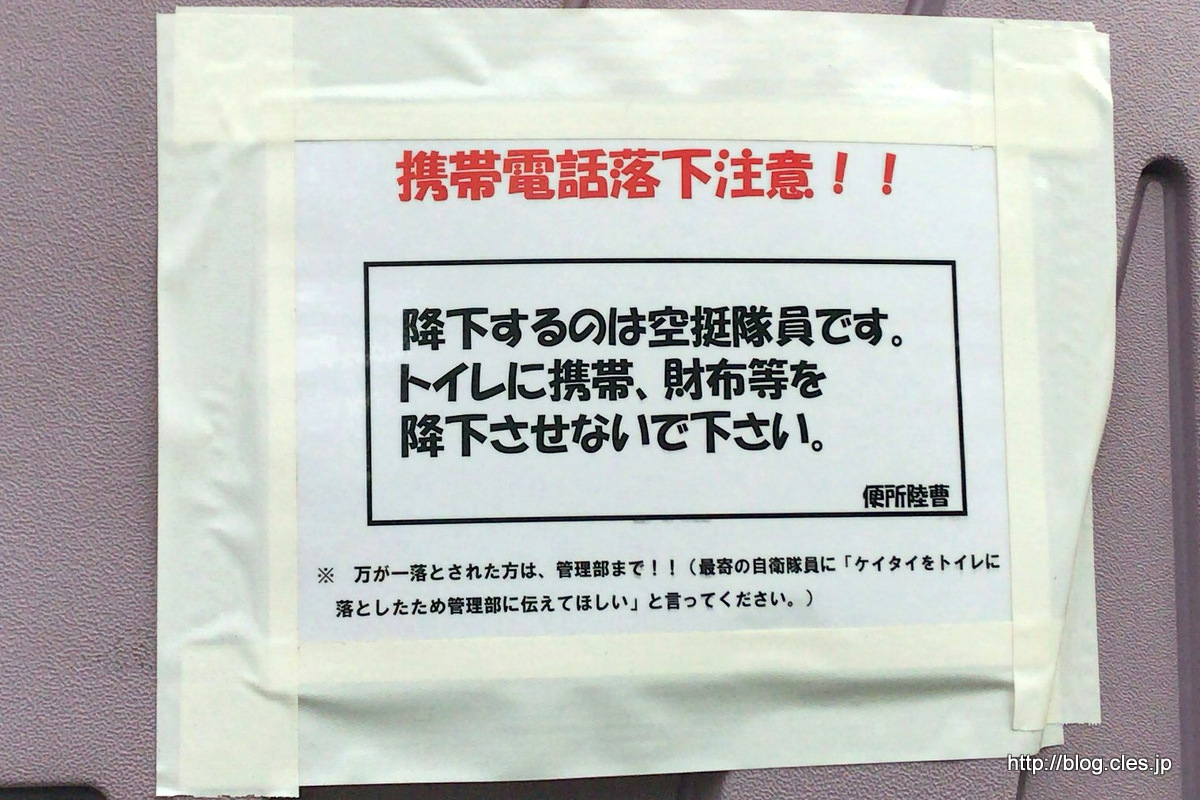 携帯電話落下注意！！
降下するのは空挺隊員です。
トイレに携帯、財布等を
降下させないで下さい。
便所陸曹
※　万が一落とされた方は、管理部まで！！（最寄の自衛隊員に「ケイタイをトイレに
落としたため管理部に伝えてほしい」と言ってください。）
http://blog.cles.jp